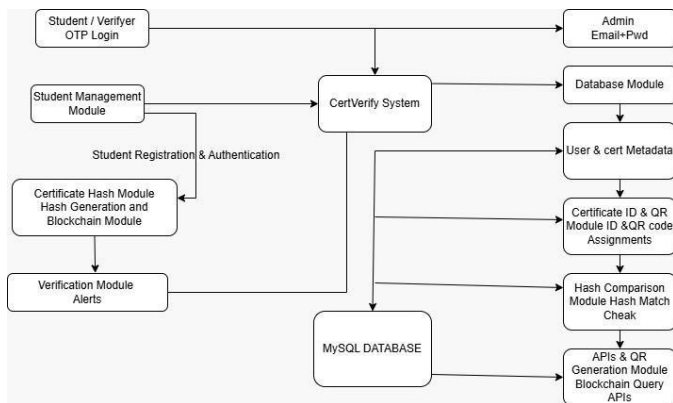 Student / Verifyer
OTP Login
Admin
Email+Pwd
Student Management
Module
CertVerify System
Database Module
Student Registration & Authentication
User & cert Metadata
Certificate Hash Module
Hash Generation and
Blockchain Module
Certificate ID & QR
Module ID &QR code
Assignments
Verification Module
Alerts
Hash Comparison
Module Hash Match
Cheak
MySQL DATABASE
APIs & QR
Generation Module
Blockchain Query
APIs